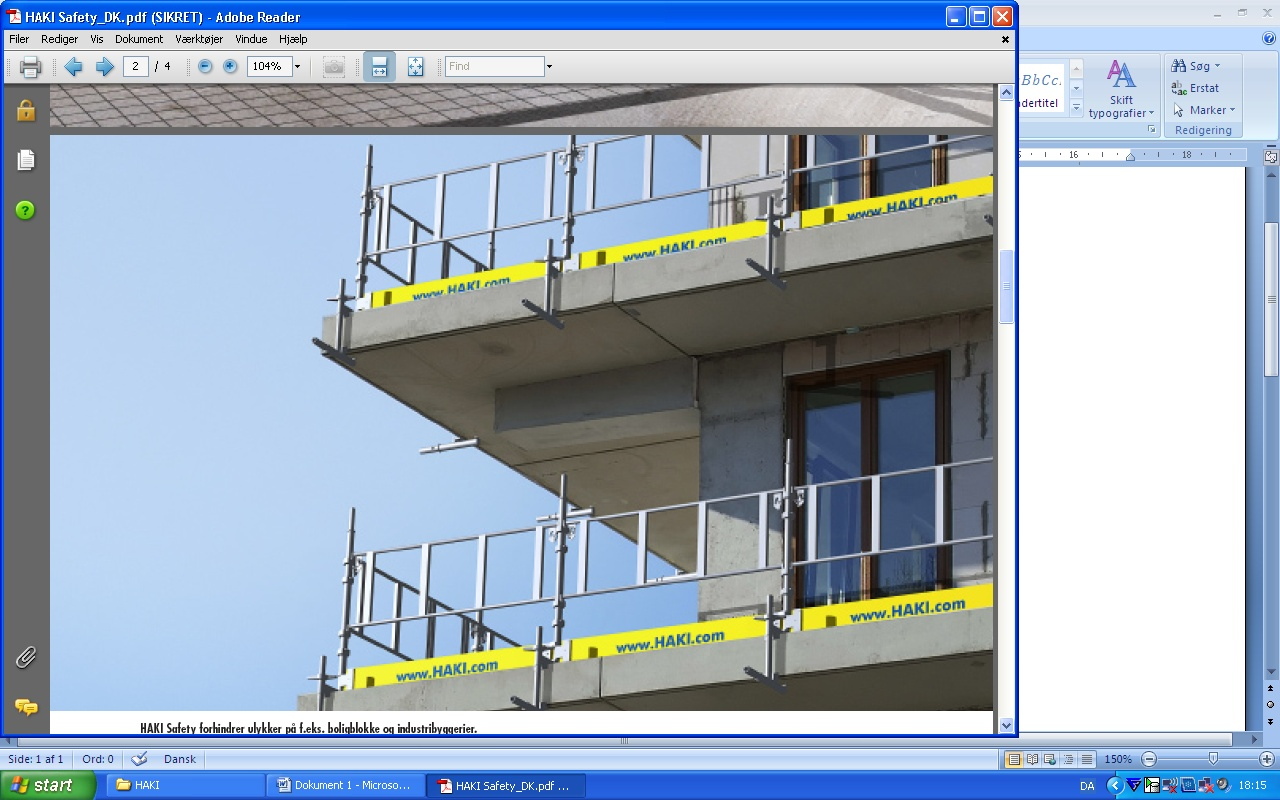 HAKI Safety_DK.pdf (SIKRET) - Adobe Reader
Filer Rediger Vis Dokument Værktøjer Vindue Hjælp
2 / 4 104% Find
www.HAKI.com
www.HAKI.com
www.HAKI.com
www.HAKI.com
www.HAKI.com
www.HAKI.com
HAKI Safety forhindrer ulykker på f.eks. boligblokke og industribyggerier.
BbCc.
dertitel
Skift
typografier
Søg
Erstat
Marker
Redigering
16 18
Side: 1 af 1 Ord: 0 Dansk 150%
start HAKI Dokument 1 - Microso... HAKI Safety_DK.pdf ... DA 18:15